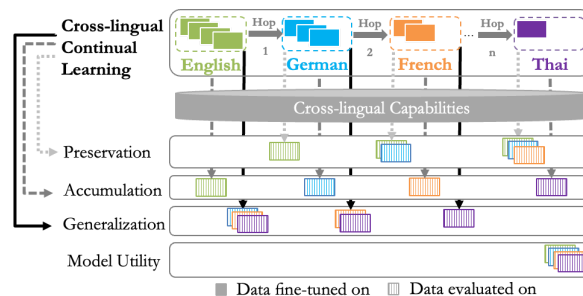 Cross-lingual
Continual
Learning
Hop Hop ... Hop
1 2 n
English German French Thai
Cross-lingual Capabilities
Preservation
Accumulation
Generalization
Model Utility
Data fine-tuned on Data evaluated on